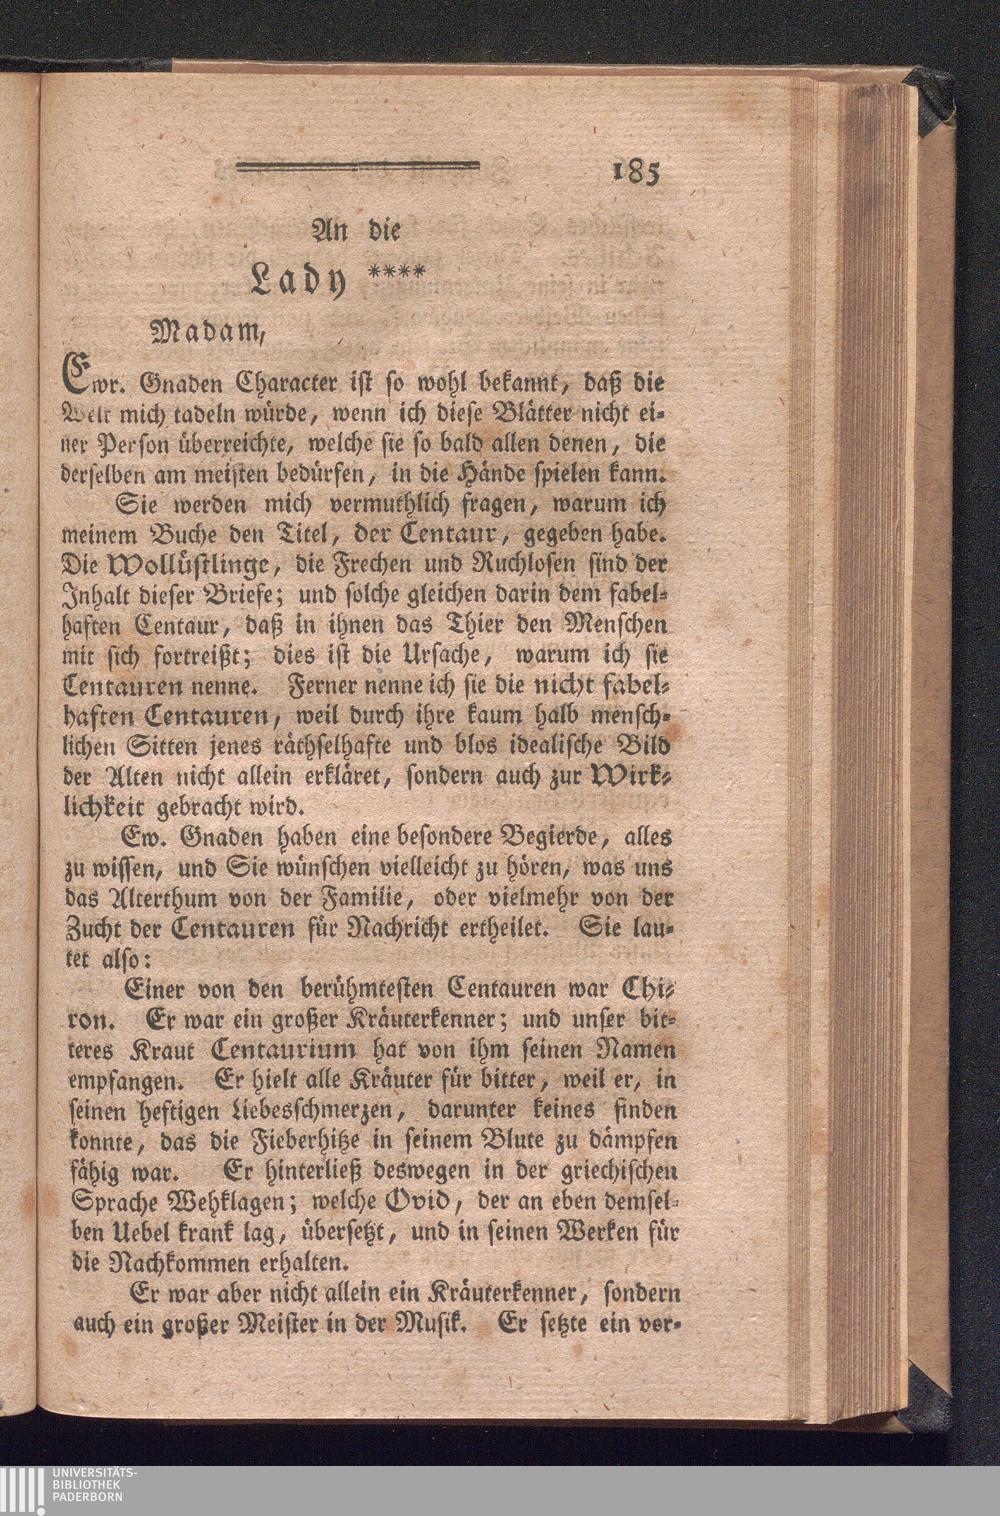 185
An die
Lady ****
Madam,
Ewr. Gnaden Character ist so wohl bekannt, daß die
Welt mich tadeln würde, wenn ich diese Blätter nicht ei-
ner Person überreichte, welche sie so bald allen denen, die
derselben am meisten bedürfen, in die Hände spielen kann.
Sie werden mich vermuthlich fragen, warum ich
meinem Buche den Titel, der Centaur, gegeben habe.
Die Wollüstlinge, die Frechen und Ruchlosen sind der
Inhalt dieser Briefe; und solche gleichen darin dem fabel-
haften Centaur, daß in ihnen das Thier den Menschen
mit sich fortreißt; dies ist die Ursache, warum ich sie
Centauren nenne. Ferner nenne ich sie die nicht fabel-
haften Centauren, weil durch ihre kaum halb mensch-
lichen Sitten jenes räthselhafte und blos idealische Bild
der Alten nicht allein erkläret, sondern auch zur Wirk-
lichkeit gebracht wird.
Ew. Gnaden haben eine besondere Begierde, alles
zu wissen, und Sie wünschen vielleicht zu hören, was uns
das Alterthum von der Familie, oder vielmehr von der
Zucht der Centauren für Nachricht ertheilet. Sie lau-
tet also:
Einer von den berühmtesten Centauren war Chi-
ron. Er war ein großer Kräuterkenner; und unser bit-
teres Kraut Centaurium hat von ihm seinen Namen
empfangen. Er hielt alle Kräuter für bitter, weil er, in
seinen heftigen Liebesschmerzen, darunter keines finden
konnte, das die Fieberhitze in seinem Blute zu dämpfen
fähig war. Er hinterließ deswegen in der griechischen
Sprache Wehklagen; welche Ovid, der an eben demsel-
ben Uebel krank lag, übersetzt, und in seinen Werken für
die Nachkommen erhalten.
Er war aber nicht allein ein Kräuterkenner, sondern
auch ein großer Meister in der Musik. Er setzte ein vor-
UNIVERSITÄTS-
BIBLIOTHEK
PADERBORN